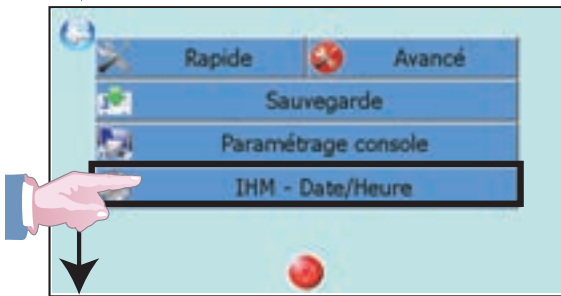 Rapide Avancé
Sauvegarde
Paramétrage console
IHM - Date/Heure